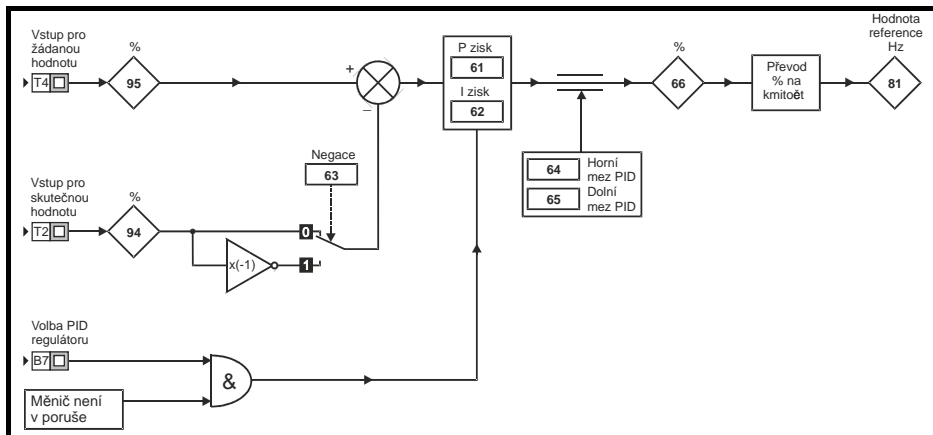 Vstup pro
žádanou
hodnotu
T4
%
95
+
−
P zisk
61
I zisk
62
%
66
Převod
% na
kmitoět
Hodnota
reference
Hz
81
Negace
63
64
Horní
mez PID
65
Dolní
mez PID
Vstup pro
skutečnou
hodnotu
T2
%
94
0
x(-1)
1
Volba PID
regulátoru
B7
&
Měnič není
v poruše